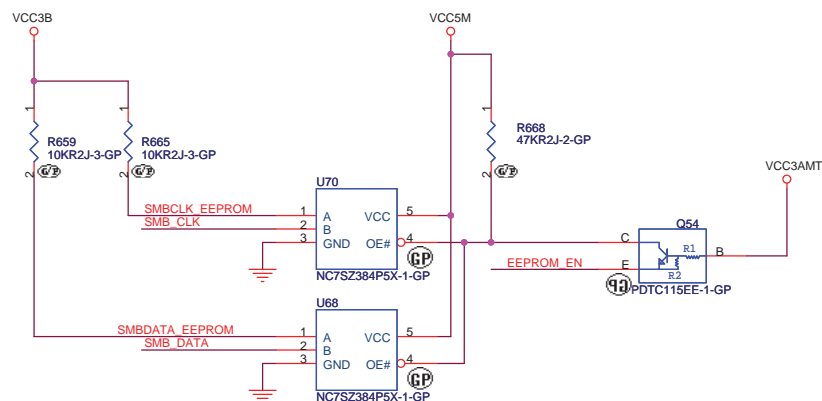 VCC3B
VCC5M
1
1
1
R659
10KR2J-3-GP
R665
10KR2J-3-GP
R668
47KR2J-2-GP
2
G/P
2
G/P
2
G/P
VCC3AMT
U70
SMBCLK_EEPROM
1
A
VCC
5
SMB_CLK
2
B
3
GND
OE#
4
GP
NC7SZ384P5X-1-GP
Q54
C
R1
B
EEPROM_EN
E
R2
GP
PDTC115EE-1-GP
U68
SMBDATA_EEPROM
1
A
VCC
5
SMB_DATA
2
B
3
GND
OE#
4
GP
NC7SZ384P5X-1-GP